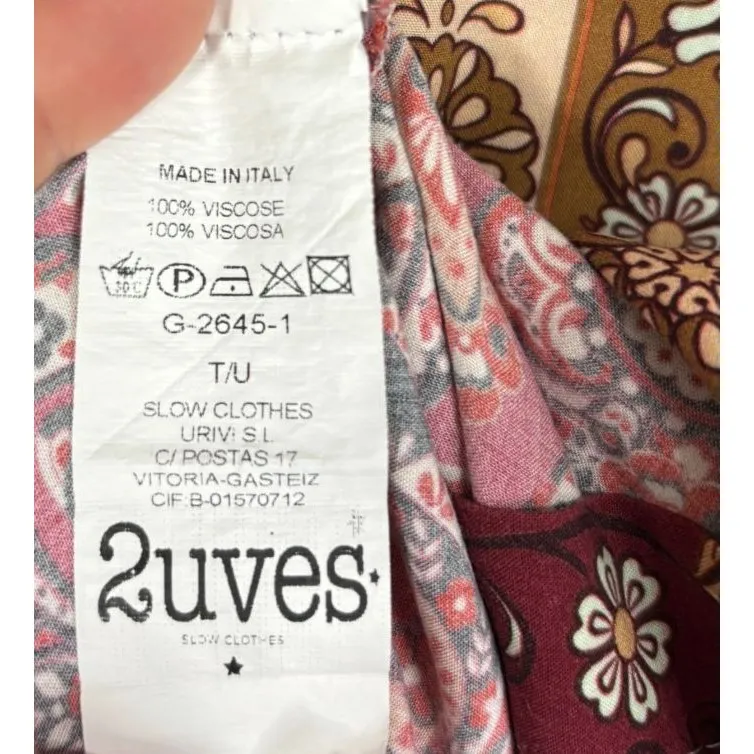 MADE IN ITALY
100% VISCOSE
100% VISCOSA
30°C P
G-2645-1
T/U
SLOW CLOTHES
URIVI S.L
C/ POSTAS 17
VITORIA-GASTEIZ
CIF:B-01570712
2uves
SLOW CLOTHES